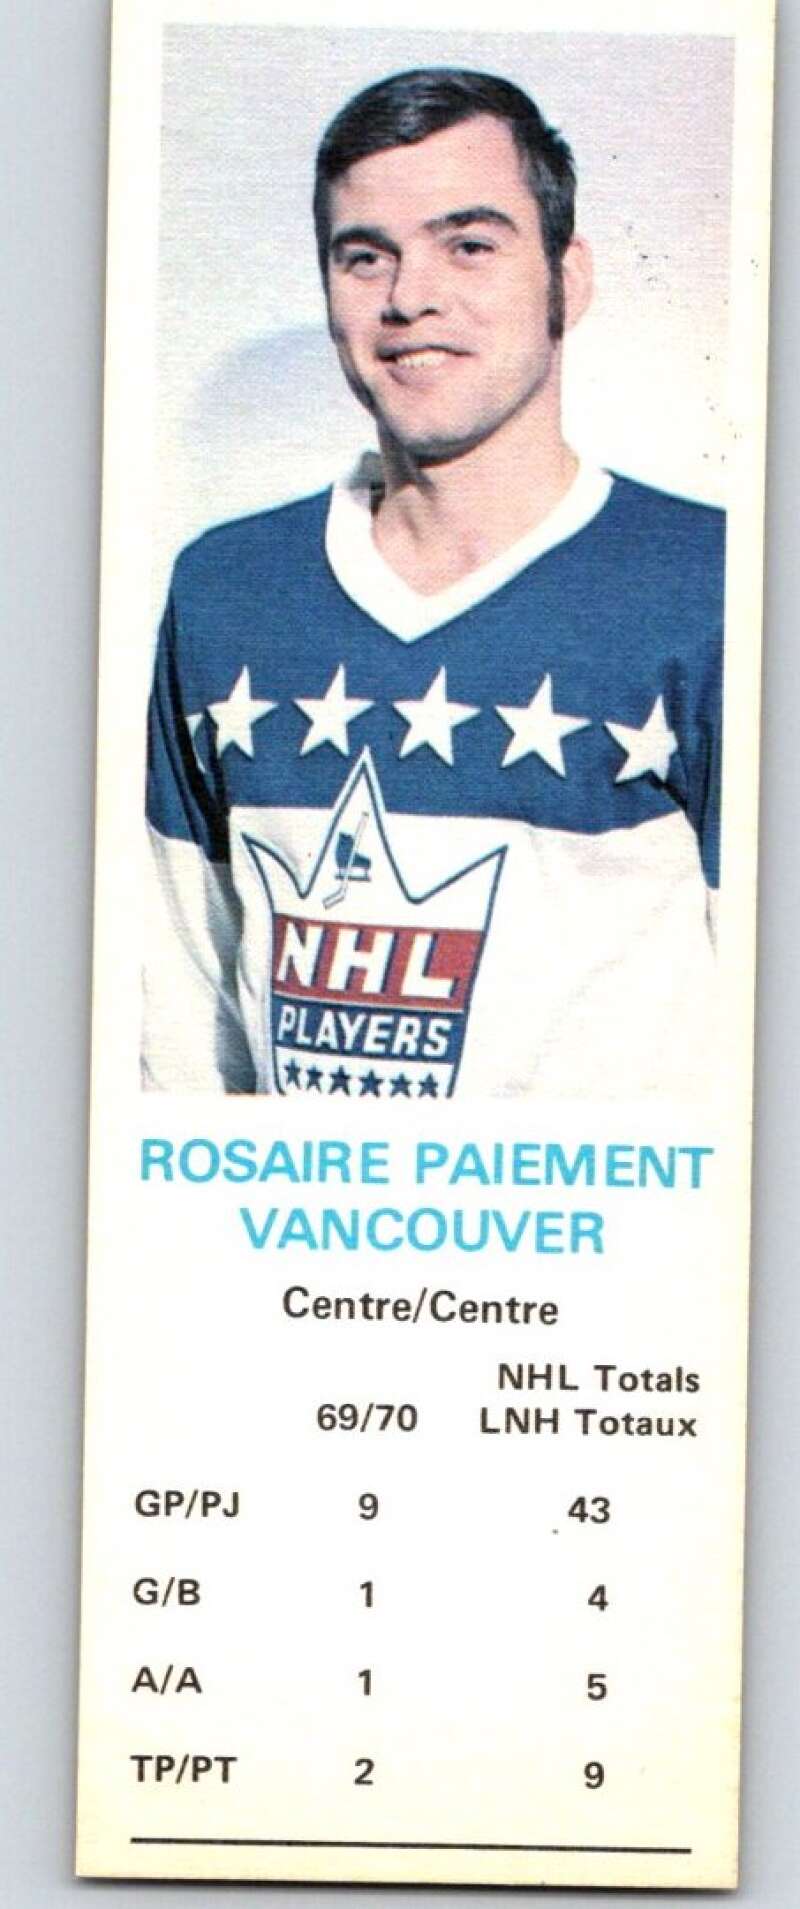 NHL
PLAYERS
ROSAIRE PAIEMENT
VANCOUVER
Centre/Centre
NHL Totals
69/70 LNH Totaux
GP/PJ 9 43
G/B 1 4
A/A 1 5
TP/PT 2 9